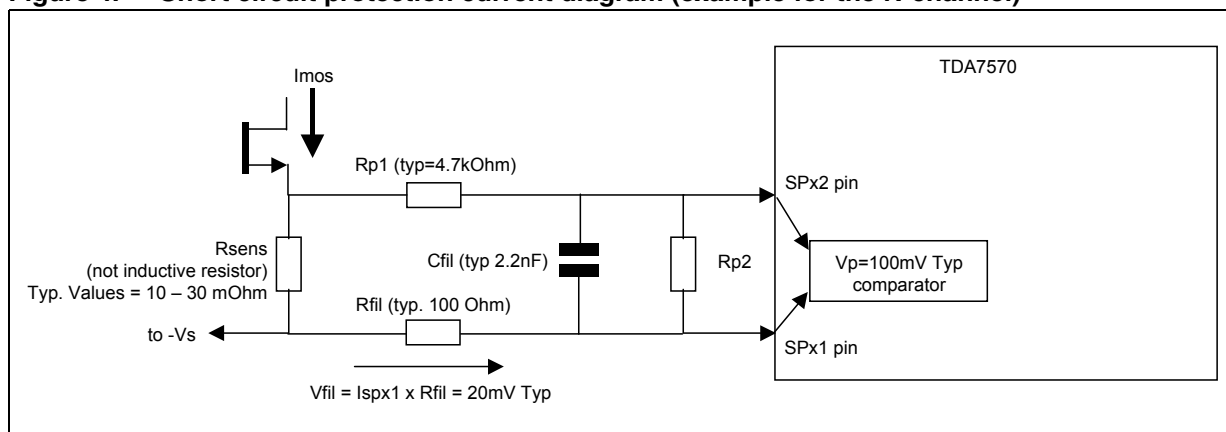 Figure 4. Short circuit protection current diagram (example for the N-channel)
TDA7570
Imos
Rp1 (typ=4.7kOhm)
SPx2 pin
Rsens
(not inductive resistor)
Typ. Values = 10 – 30 mOhm
Cfil (typ 2.2nF)
Rp2
Vp=100mV Typ
comparator
Rfil (typ. 100 Ohm)
to -Vs
SPx1 pin
Vfil = Ispx1 x Rfil = 20mV Typ